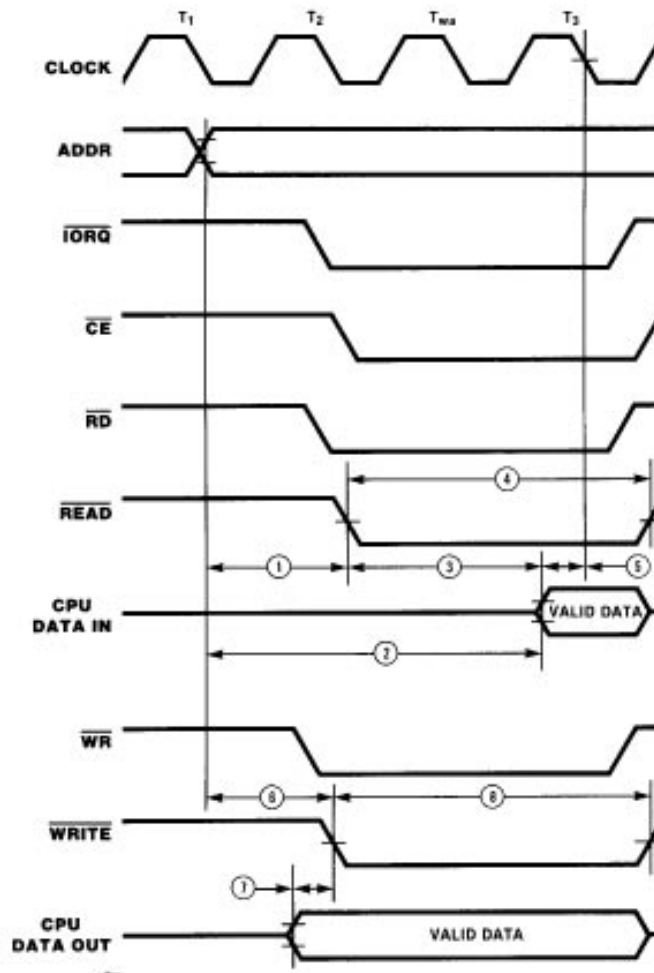 T₁ T₂ Twa T₃
CLOCK
ADDR
IORQ
CE
RD
4
READ
1 3 5
CPU
DATA IN
VALID DATA
2
WR
6 8
WRITE
7
CPU
DATA OUT
VALID DATA